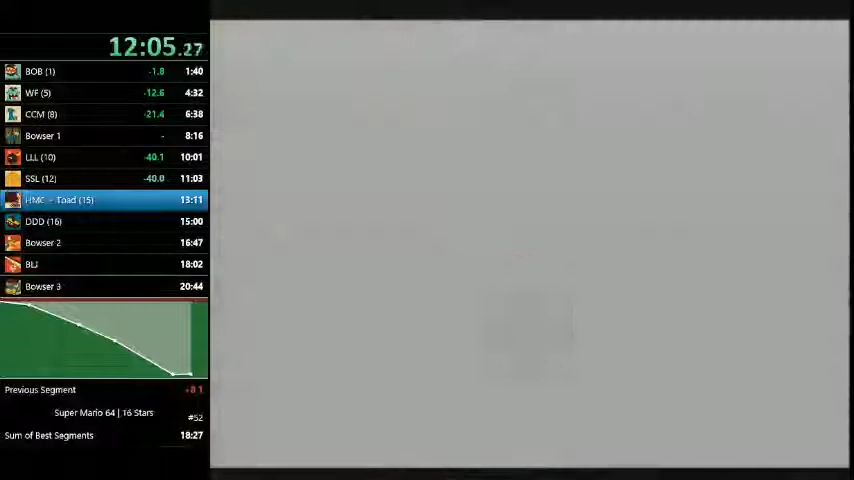 12:05.27
BOB (1) -1.8 1:40
WF (5) -12.6 4:32
CCM (8) -21.4 6:38
Bowser 1 - 8:16
LLL (10) -40.1 10:01
SSL (12) -40.0 11:03
HMC - Toad (15) 13:11
DDD (16) 15:00
Bowser 2 16:47
BLJ 18:02
Bowser 3 20:44
Previous Segment
Super Mario 64 | 16 Stars
#52
Sum of Best Segments 18:27